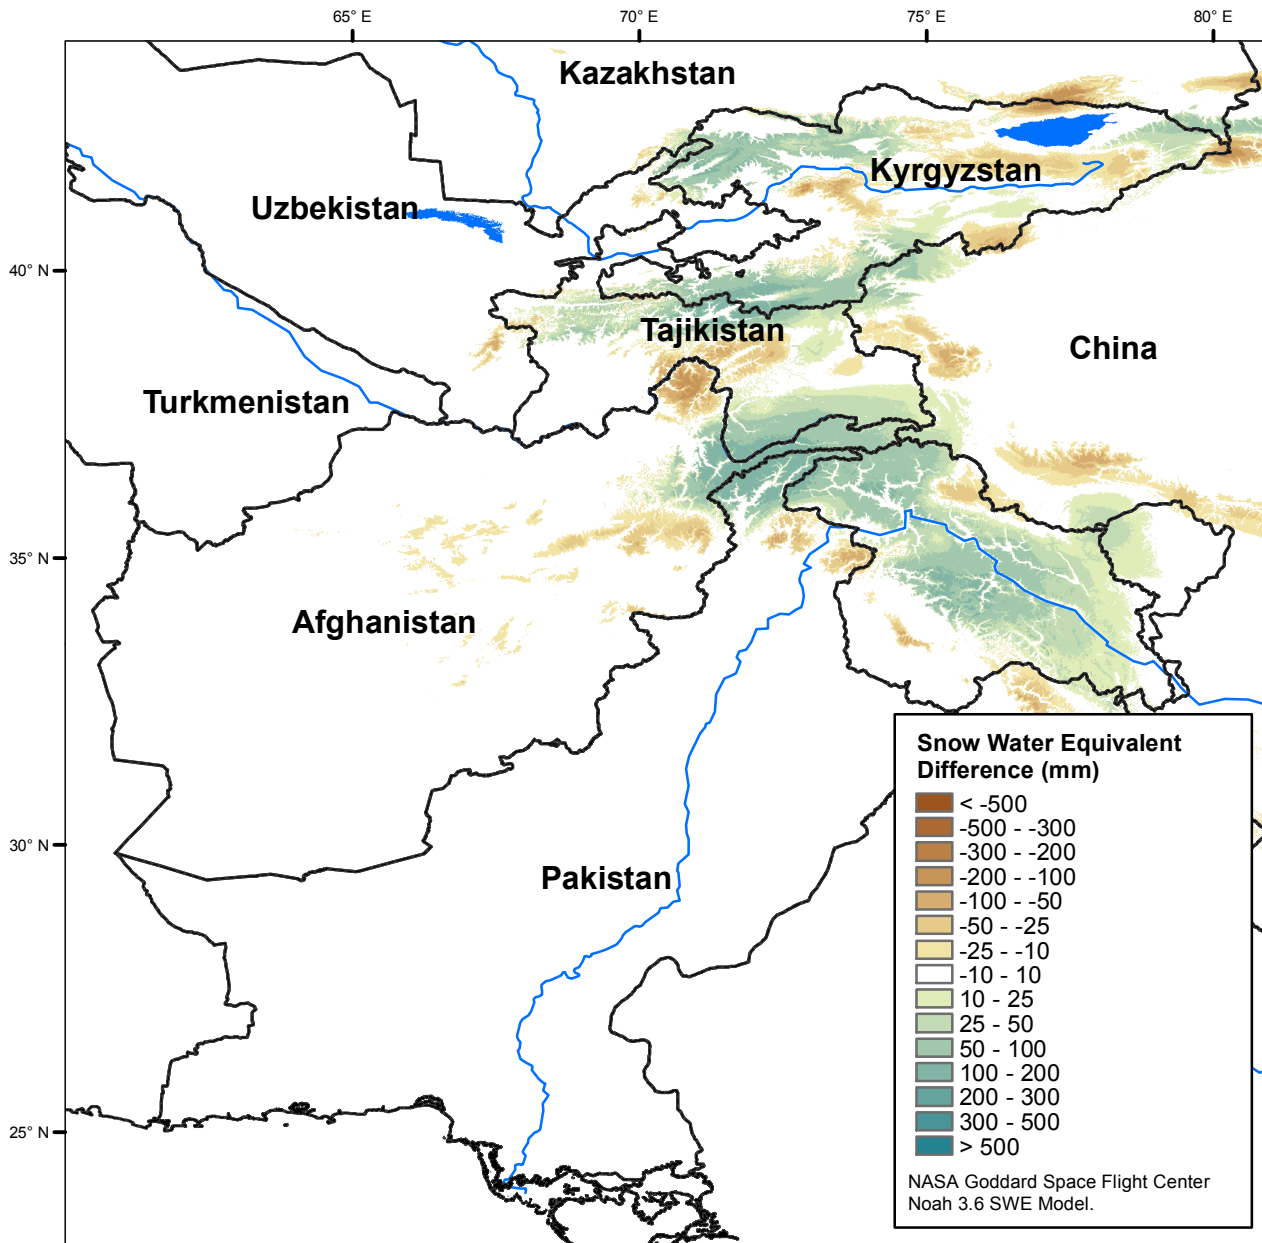 65° E
70° E
75° E
80° E
Kazakhstan
Kyrgyzstan
Uzbekistan
40° N
Tajikistan
China
Turkmenistan
35° N
Afghanistan
30° N
Pakistan
25° N
Snow Water Equivalent
Difference (mm)
< -500
-500 - -300
-300 - -200
-200 - -100
-100 - -50
-50 - -25
-25 - -10
-10 - 10
10 - 25
25 - 50
50 - 100
100 - 200
200 - 300
300 - 500
> 500
NASA Goddard Space Flight Center
Noah 3.6 SWE Model.